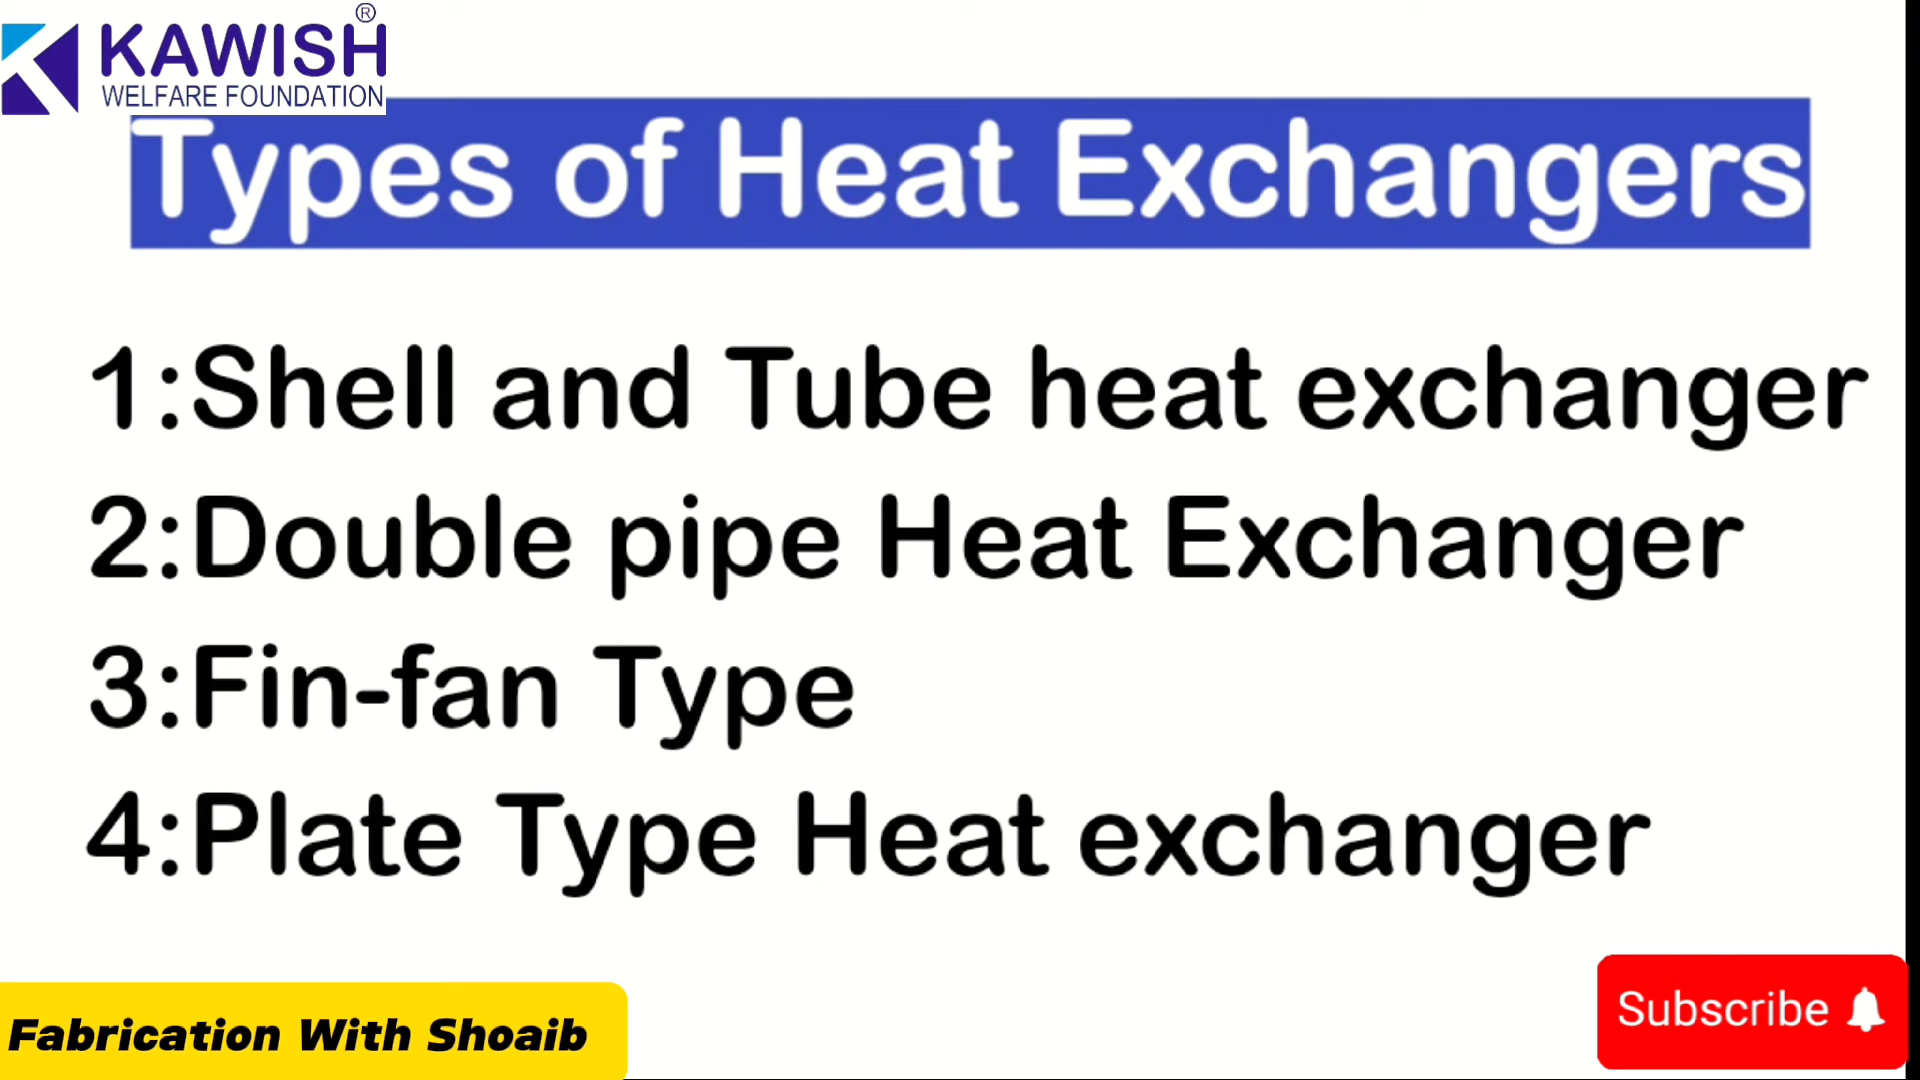 KAWISH®
WELFARE FOUNDATION
Types of Heat Exchangers
1:Shell and Tube heat exchanger
2:Double pipe Heat Exchanger
3:Fin-fan Type
4:Plate Type Heat exchanger
Fabrication With Shoaib
Subscribe